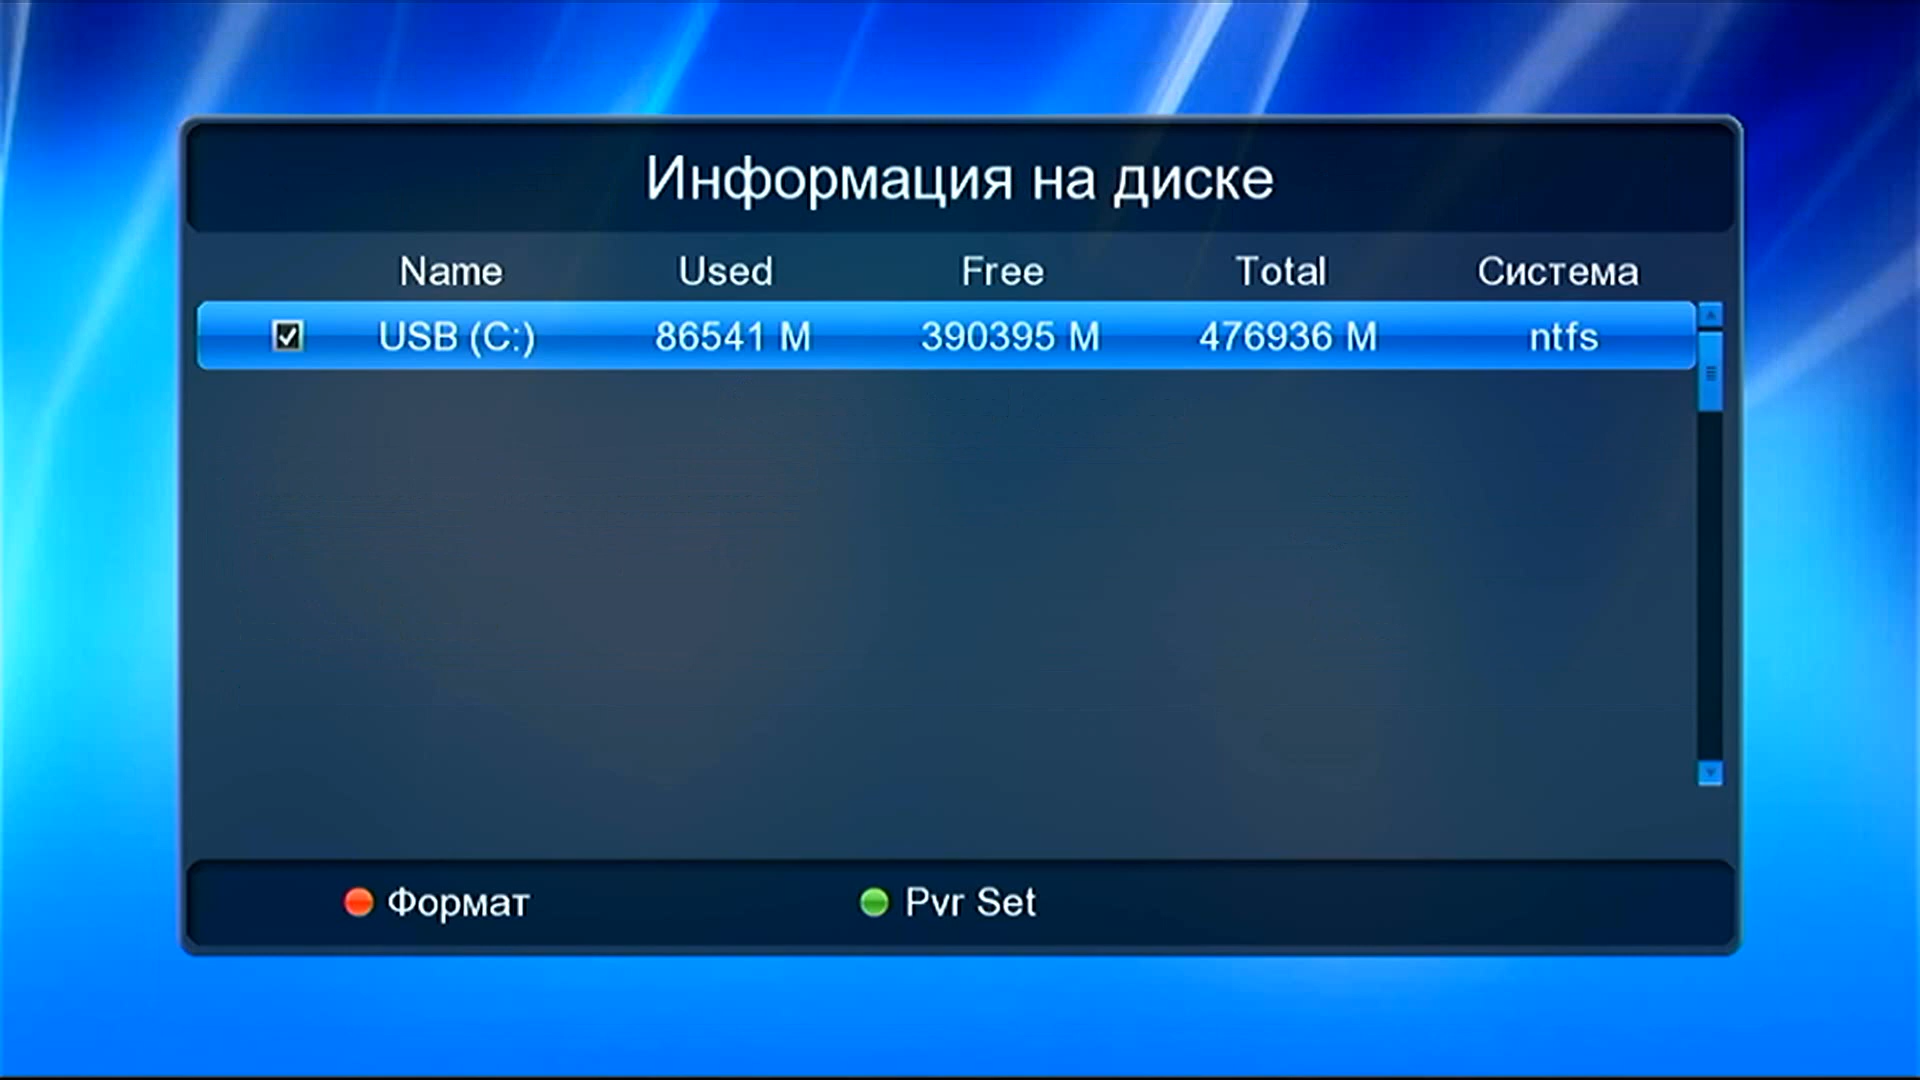 Информация на диске
Name Used Free Total Система
USB (C:) 86541 M 390395 M 476936 M ntfs
Формат Pvr Set